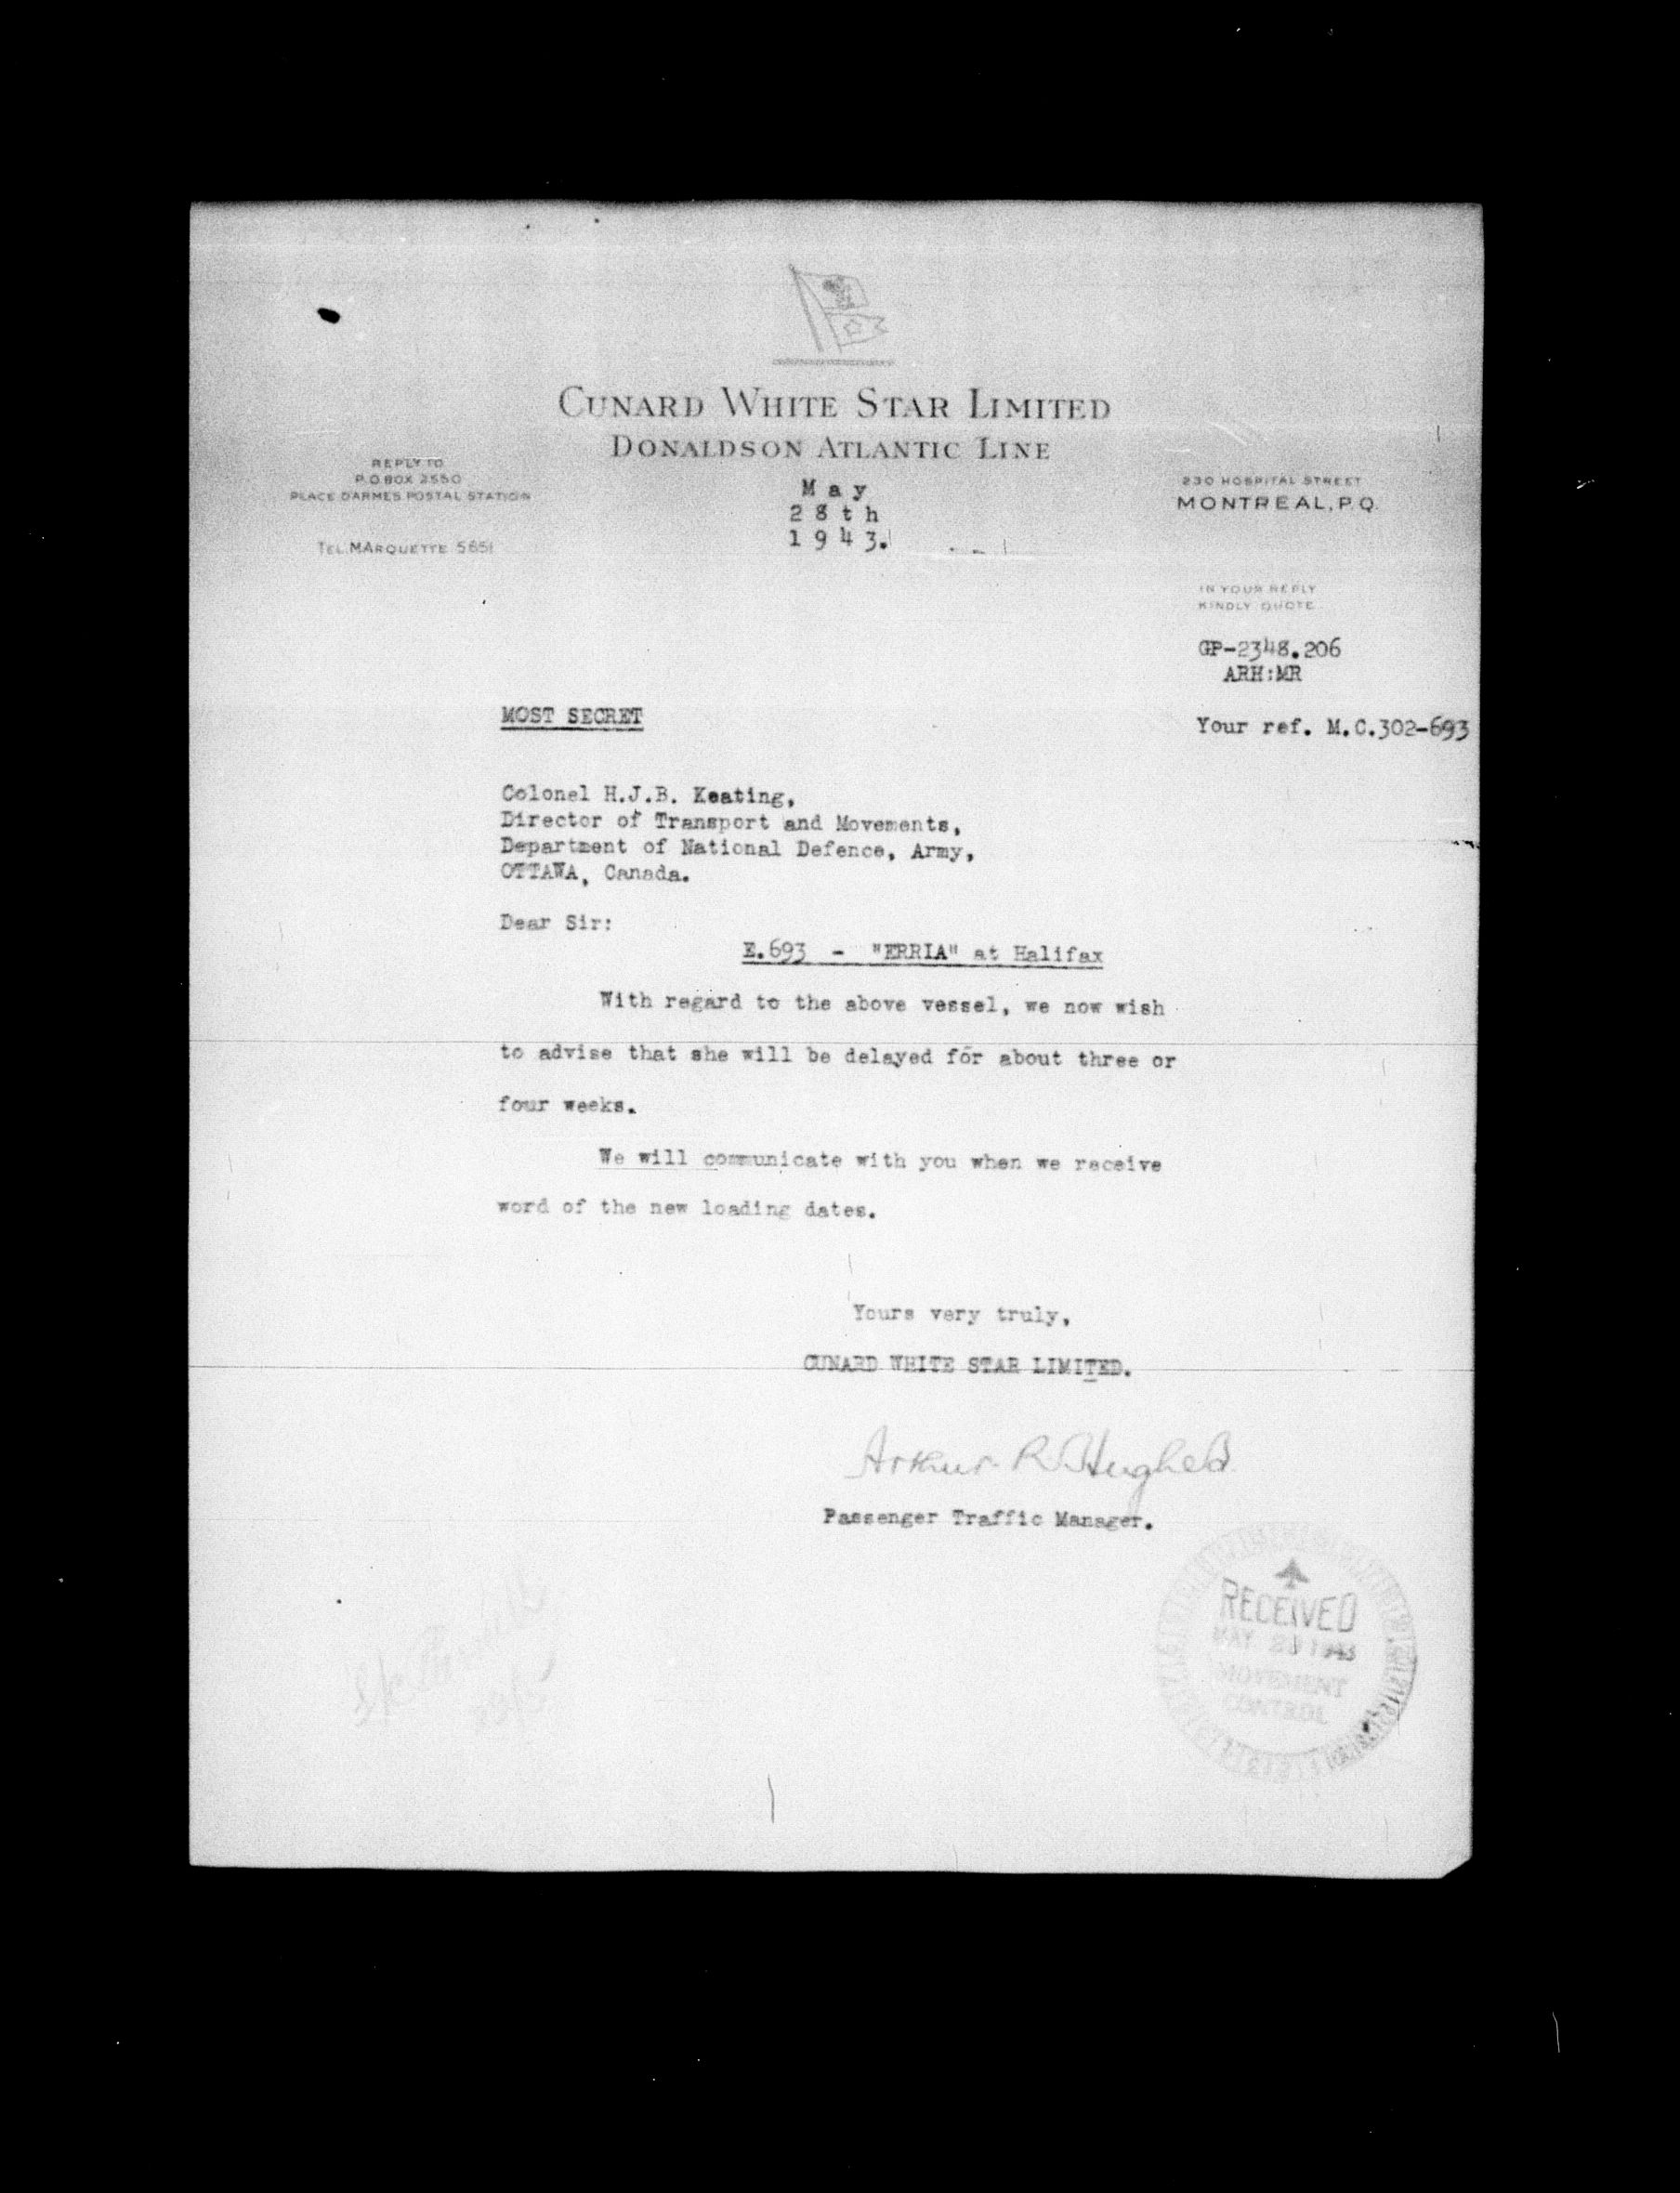 CUNARD WHITE STAR LIMITED
DONALDSON ATLANTIC LINE
REPLY TO
P.O. BOX 2550
PLACE D'ARMES POSTAL STATION
TEL. MARQUETTE 5651
May
28th
1943.
230 HOSPITAL STREET
MONTREAL, P.Q.
IN YOUR REPLY
KINDLY QUOTE
GP-2348.206
ARH:MR
MOST SECRET
Your ref. M.C.302-693
Colonel H.J.B. Keating,
Director of Transport and Movements,
Department of National Defence, Army,
OTTAWA, Canada.
Dear Sir:
E.693 - "ERRIA" at Halifax
With regard to the above vessel, we now wish
to advise that she will be delayed for about three or
four weeks.
We will communicate with you when we receive
word of the new loading dates.
Yours very truly,
CUNARD WHITE STAR LIMITED.
Arthur R Hughes
Passenger Traffic Manager.
RECEIVED
MAY 1943
MOVEMENT
CONTROL